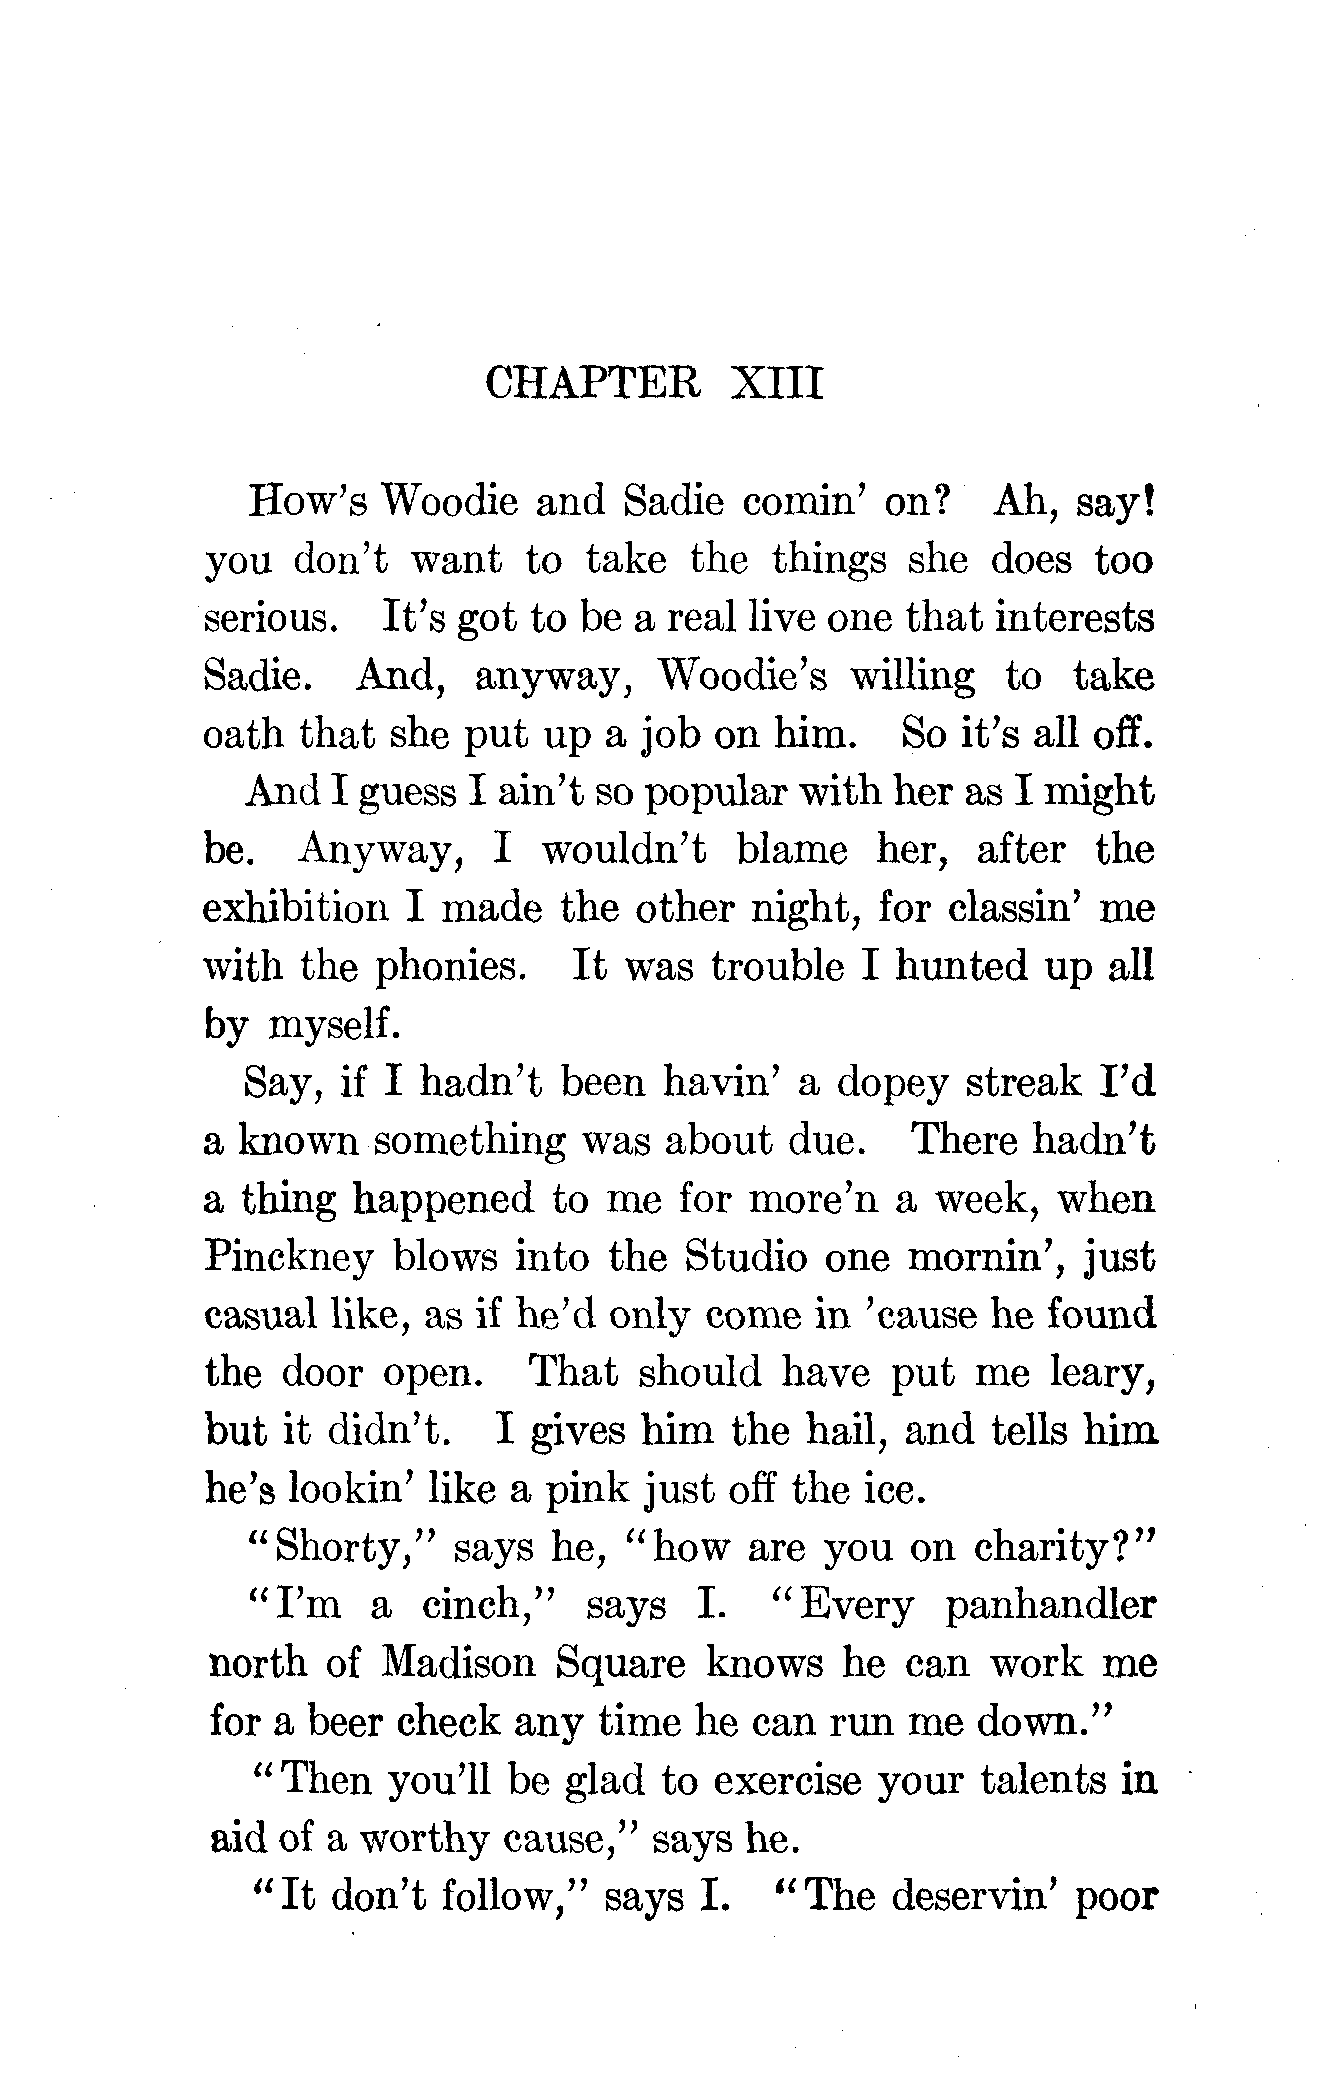 CHAPTER XIII
How's Woodie and Sadie comin' on? Ah, say!
you don't want to take the things she does too
serious. It's got to be a real live one that interests
Sadie. And, anyway, Woodie's willing to take
oath that she put up a job on him. So it's all off.
And I guess I ain't so popular with her as I might
be. Anyway, I wouldn't blame her, after the
exhibition I made the other night, for classin' me
with the phonies. It was trouble I hunted up all
by myself.
Say, if I hadn't been havin' a dopey streak I'd
a known something was about due. There hadn't
a thing happened to me for more'n a week, when
Pinckney blows into the Studio one mornin', just
casual like, as if he'd only come in 'cause he found
the door open. That should have put me leary,
but it didn't. I gives him the hail, and tells him
he's lookin' like a pink just off the ice.
"Shorty," says he, "how are you on charity?"
"I'm a cinch," says I. "Every panhandler
north of Madison Square knows he can work me
for a beer check any time he can run me down."
"Then you'll be glad to exercise your talents in
aid of a worthy cause," says he.
"It don't follow," says I. "The deservin' poor